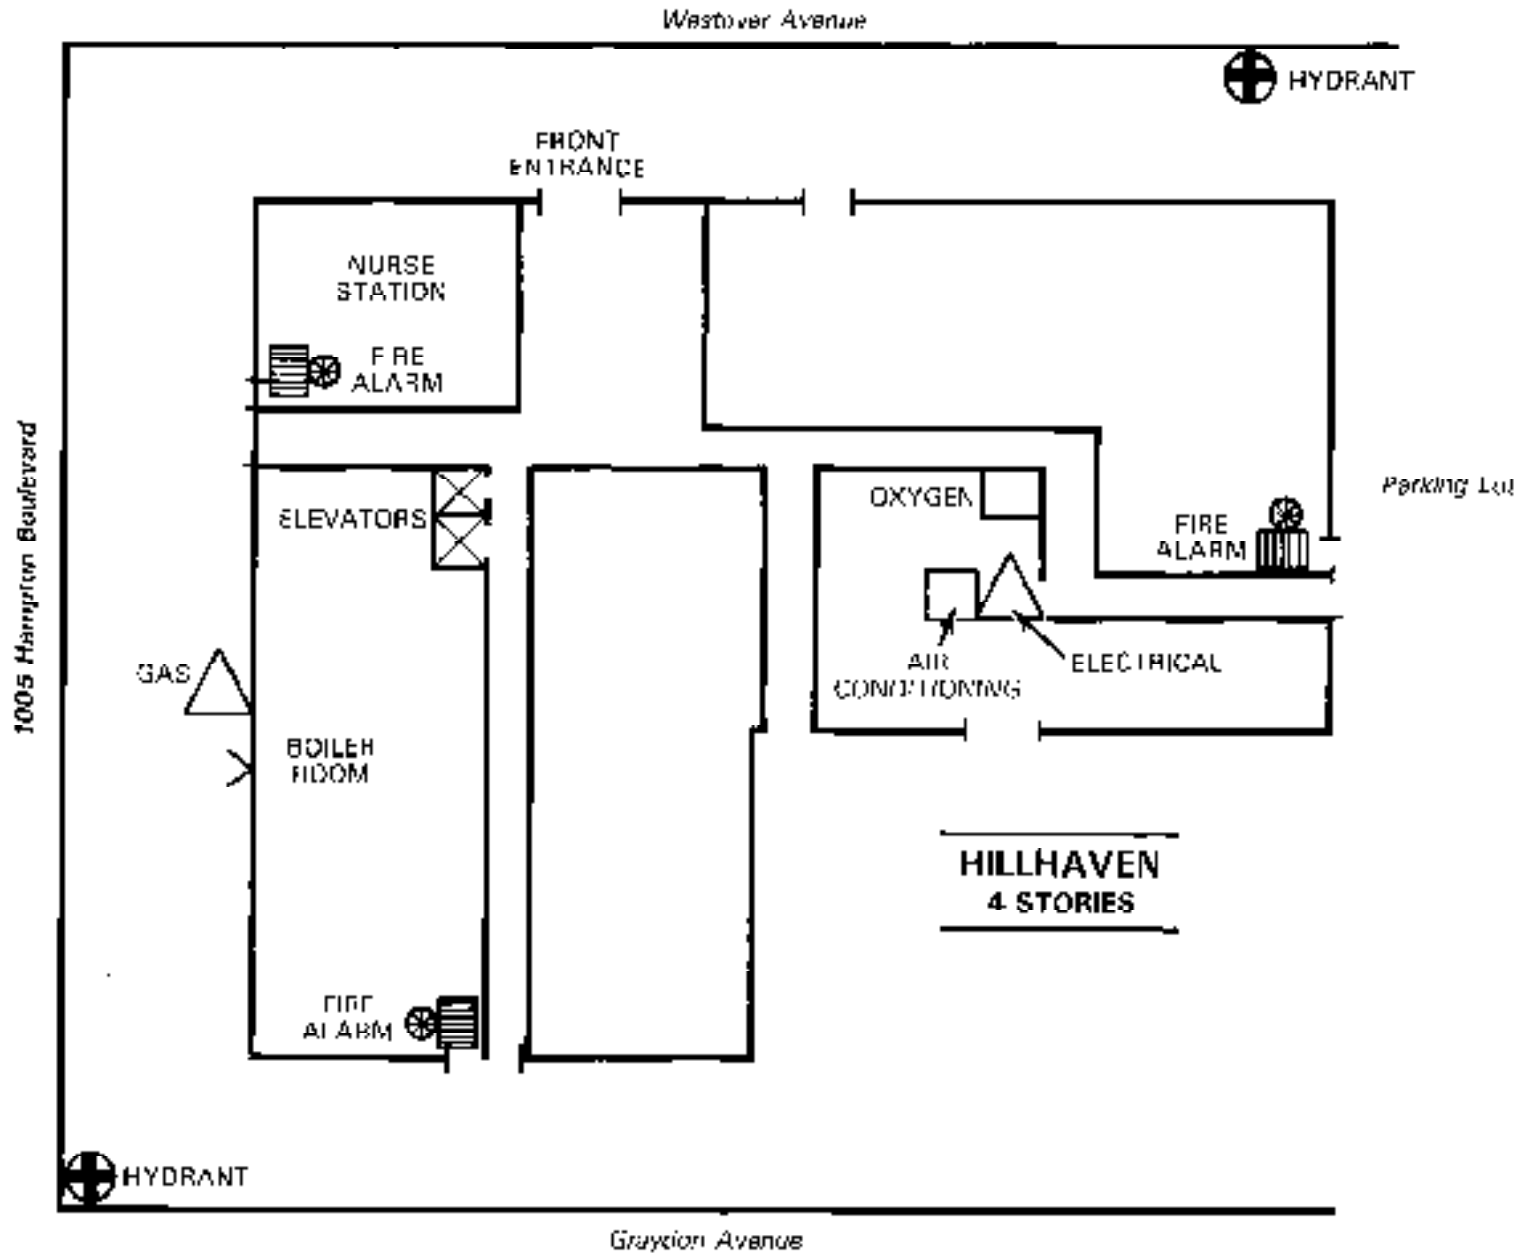 Westover Avenue
HYDRANT
FRONT
ENTRANCE
NURSE
STATION
FIRE
ALARM
1005 Hampton Boulevard
ELEVATORS
OXYGEN
Parking Lot
FIRE
ALARM
GAS
AIR
CONDITIONING
ELECTRICAL
BOILER
ROOM
HILLHAVEN
4 STORIES
FIRE
ALARM
HYDRANT
Graydon Avenue